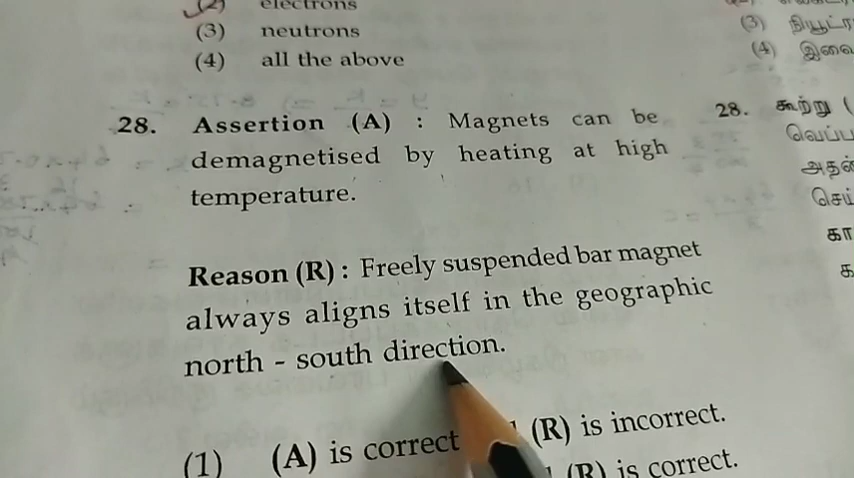 (2) electrons
(3) neutrons
(4) all the above
28. Assertion (A) : Magnets can be
demagnetised by heating at high
temperature.
Reason (R) : Freely suspended bar magnet
always aligns itself in the geographic
north - south direction.
(1) (A) is correct (R) is incorrect.
(R) is correct.
(3)
(4)
28. கூற்று (